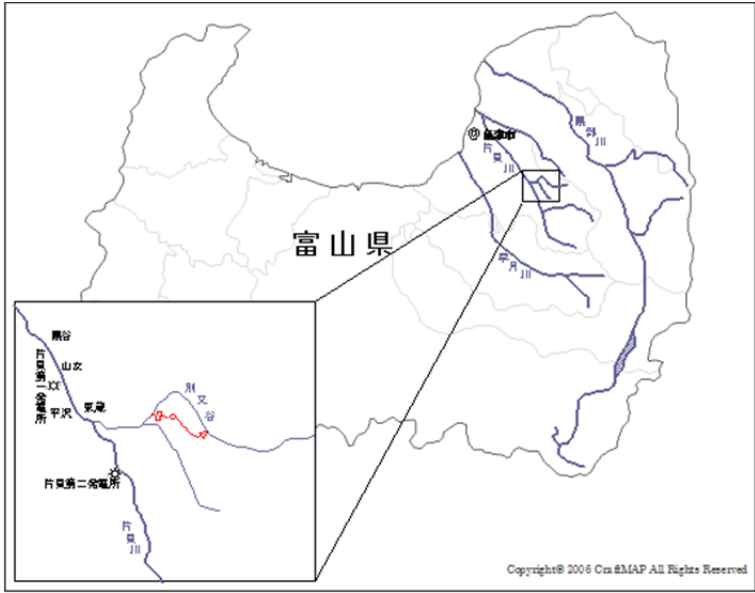 魚津市
片貝川
黒部川
富山県
早月川
黒谷
山女
片貝第一発電所
平沢
東蔵
別又谷
片貝第二発電所
片貝川
Copyright© 2006 CraftMAP All Rights Reserved